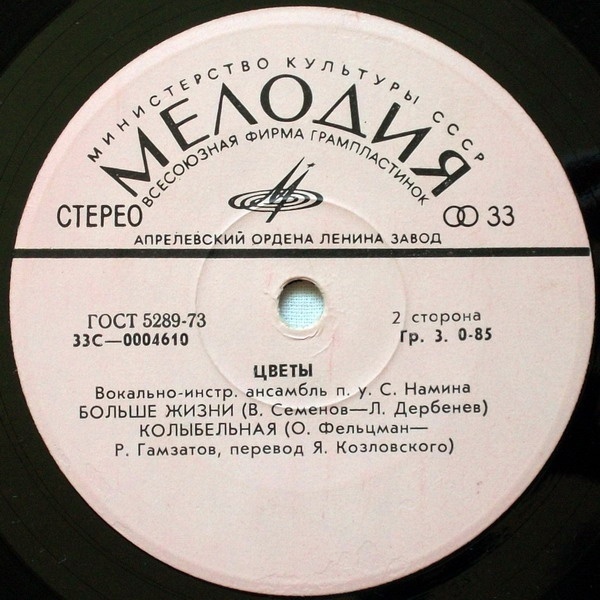 МИНИСТЕРСТВО КУЛЬТУРЫ СССР
МЕЛОДИЯ
ВСЕСОЮЗНАЯ ФИРМА ГРАМПЛАСТИНОК
СТЕРЕО
33
АПРЕЛЕВСКИЙ ОРДЕНА ЛЕНИНА ЗАВОД
ГОСТ 5289-73
2 сторона
33С—0004610
Гр. 3. 0-85
ЦВЕТЫ
Вокально-инстр. ансамбль п. у. С. Намина
БОЛЬШЕ ЖИЗНИ (В. Семенов—Л. Дербенев)
КОЛЫБЕЛЬНАЯ (О. Фельцман—
Р. Гамзатов, перевод Я. Козловского)